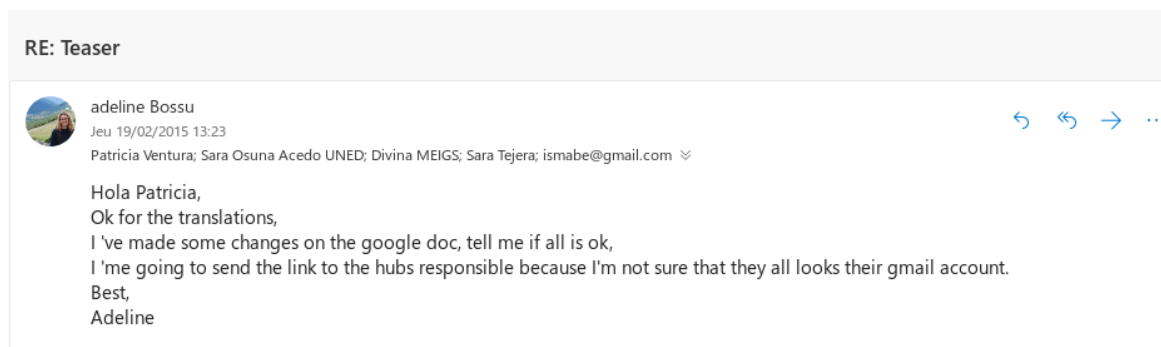 RE: Teaser
adeline Bossu
Jeu 19/02/2015 13:23
Patricia Ventura; Sara Osuna Acedo UNED; Divina MEIGS; Sara Tejera; ismabe@gmail.com
Hola Patricia,
Ok for the translations,
I 've made some changes on the google doc, tell me if all is ok,
I 'me going to send the link to the hubs responsible because I'm not sure that they all looks their gmail account.
Best,
Adeline